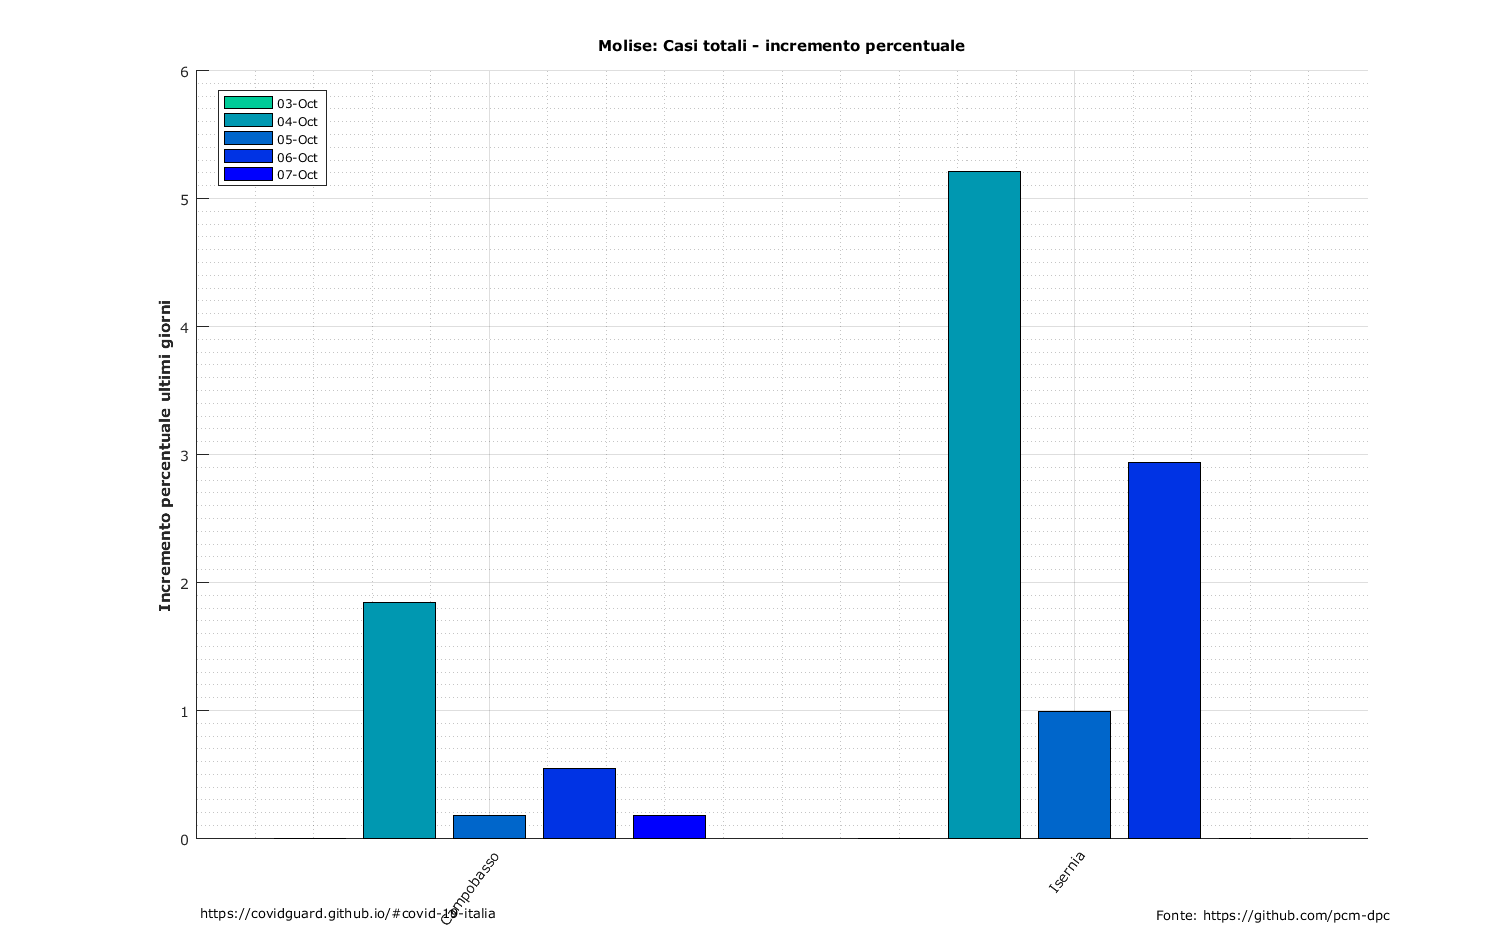 Molise: Casi totali - incremento percentuale
6
5
4
3
2
1
0
03-Oct
04-Oct
05-Oct
06-Oct
07-Oct
Incremento percentuale ultimi giorni
Campobasso
Isernia
https://covidguard.github.io/#covid-19-italia
Fonte: https://github.com/pcm-dpc